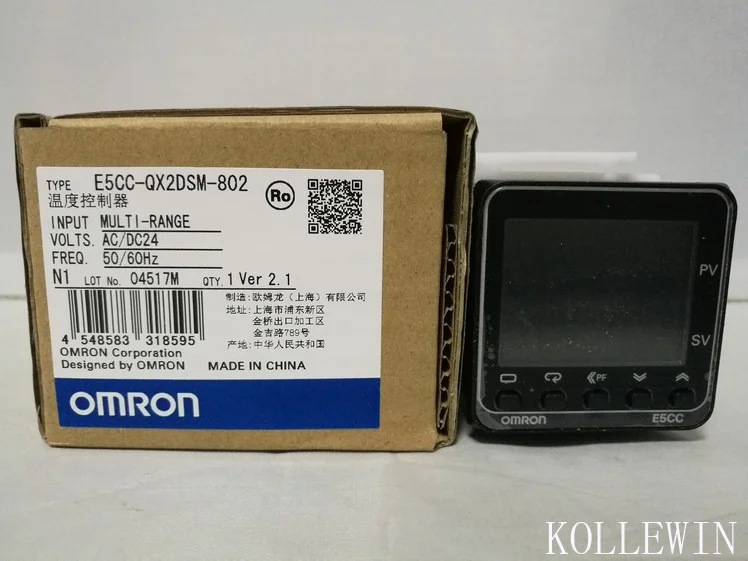 TYPE E5CC-QX2DSM-802
温度控制器
Ro
INPUT MULTI-RANGE
VOLTS. AC/DC24
FREQ. 50/60Hz
N1 LOT No. 04517M QTY. 1 Ver 2.1
制造: 欧姆龙（上海）有限公司
地址: 上海市浦东新区
金桥出口加工区
金吉路789号
产地: 中华人民共和国
4 548583 318595
OMRON Corporation
Designed by OMRON
MADE IN CHINA
OMRON
PV
SV
PF
OMRON E5CC
KOLLEWIN